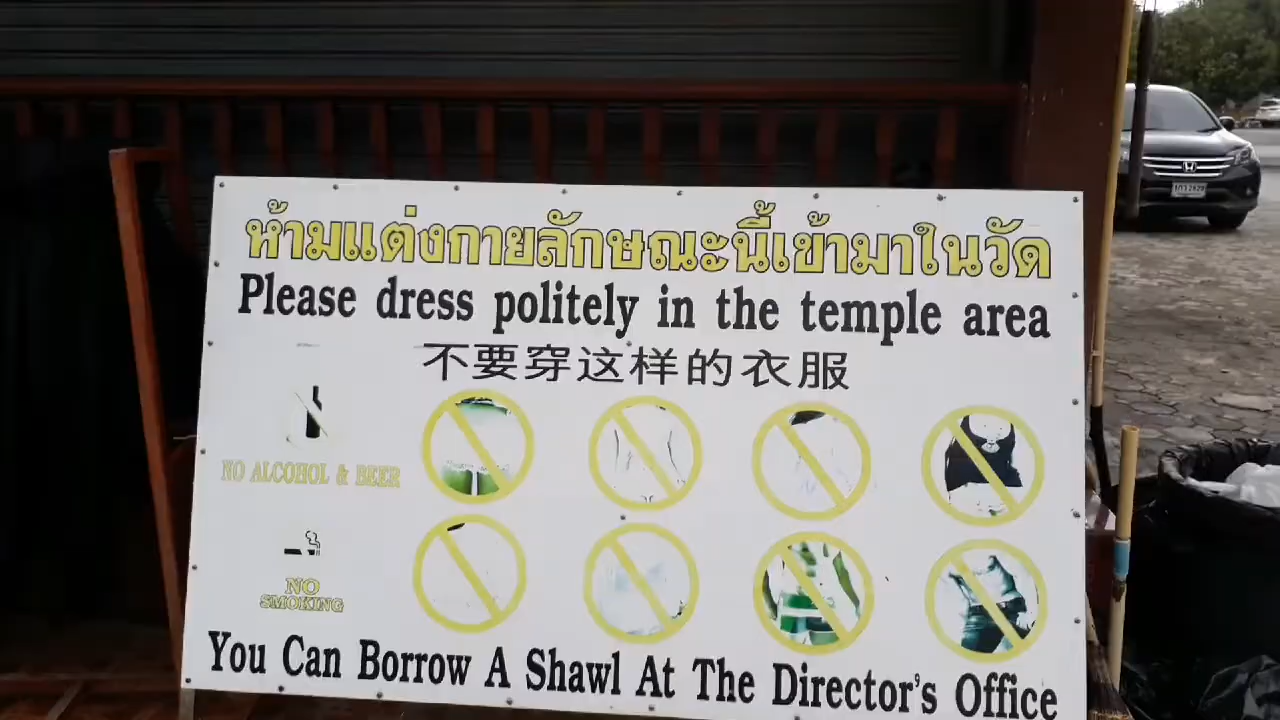 ห้ามแต่งกายลักษณะนี้เข้ามาในวัด
Please dress politely in the temple area
不要穿这样的衣服
NO ALCOHOL & BEER
NO
SMOKING
You Can Borrow A Shawl At The Director's Office